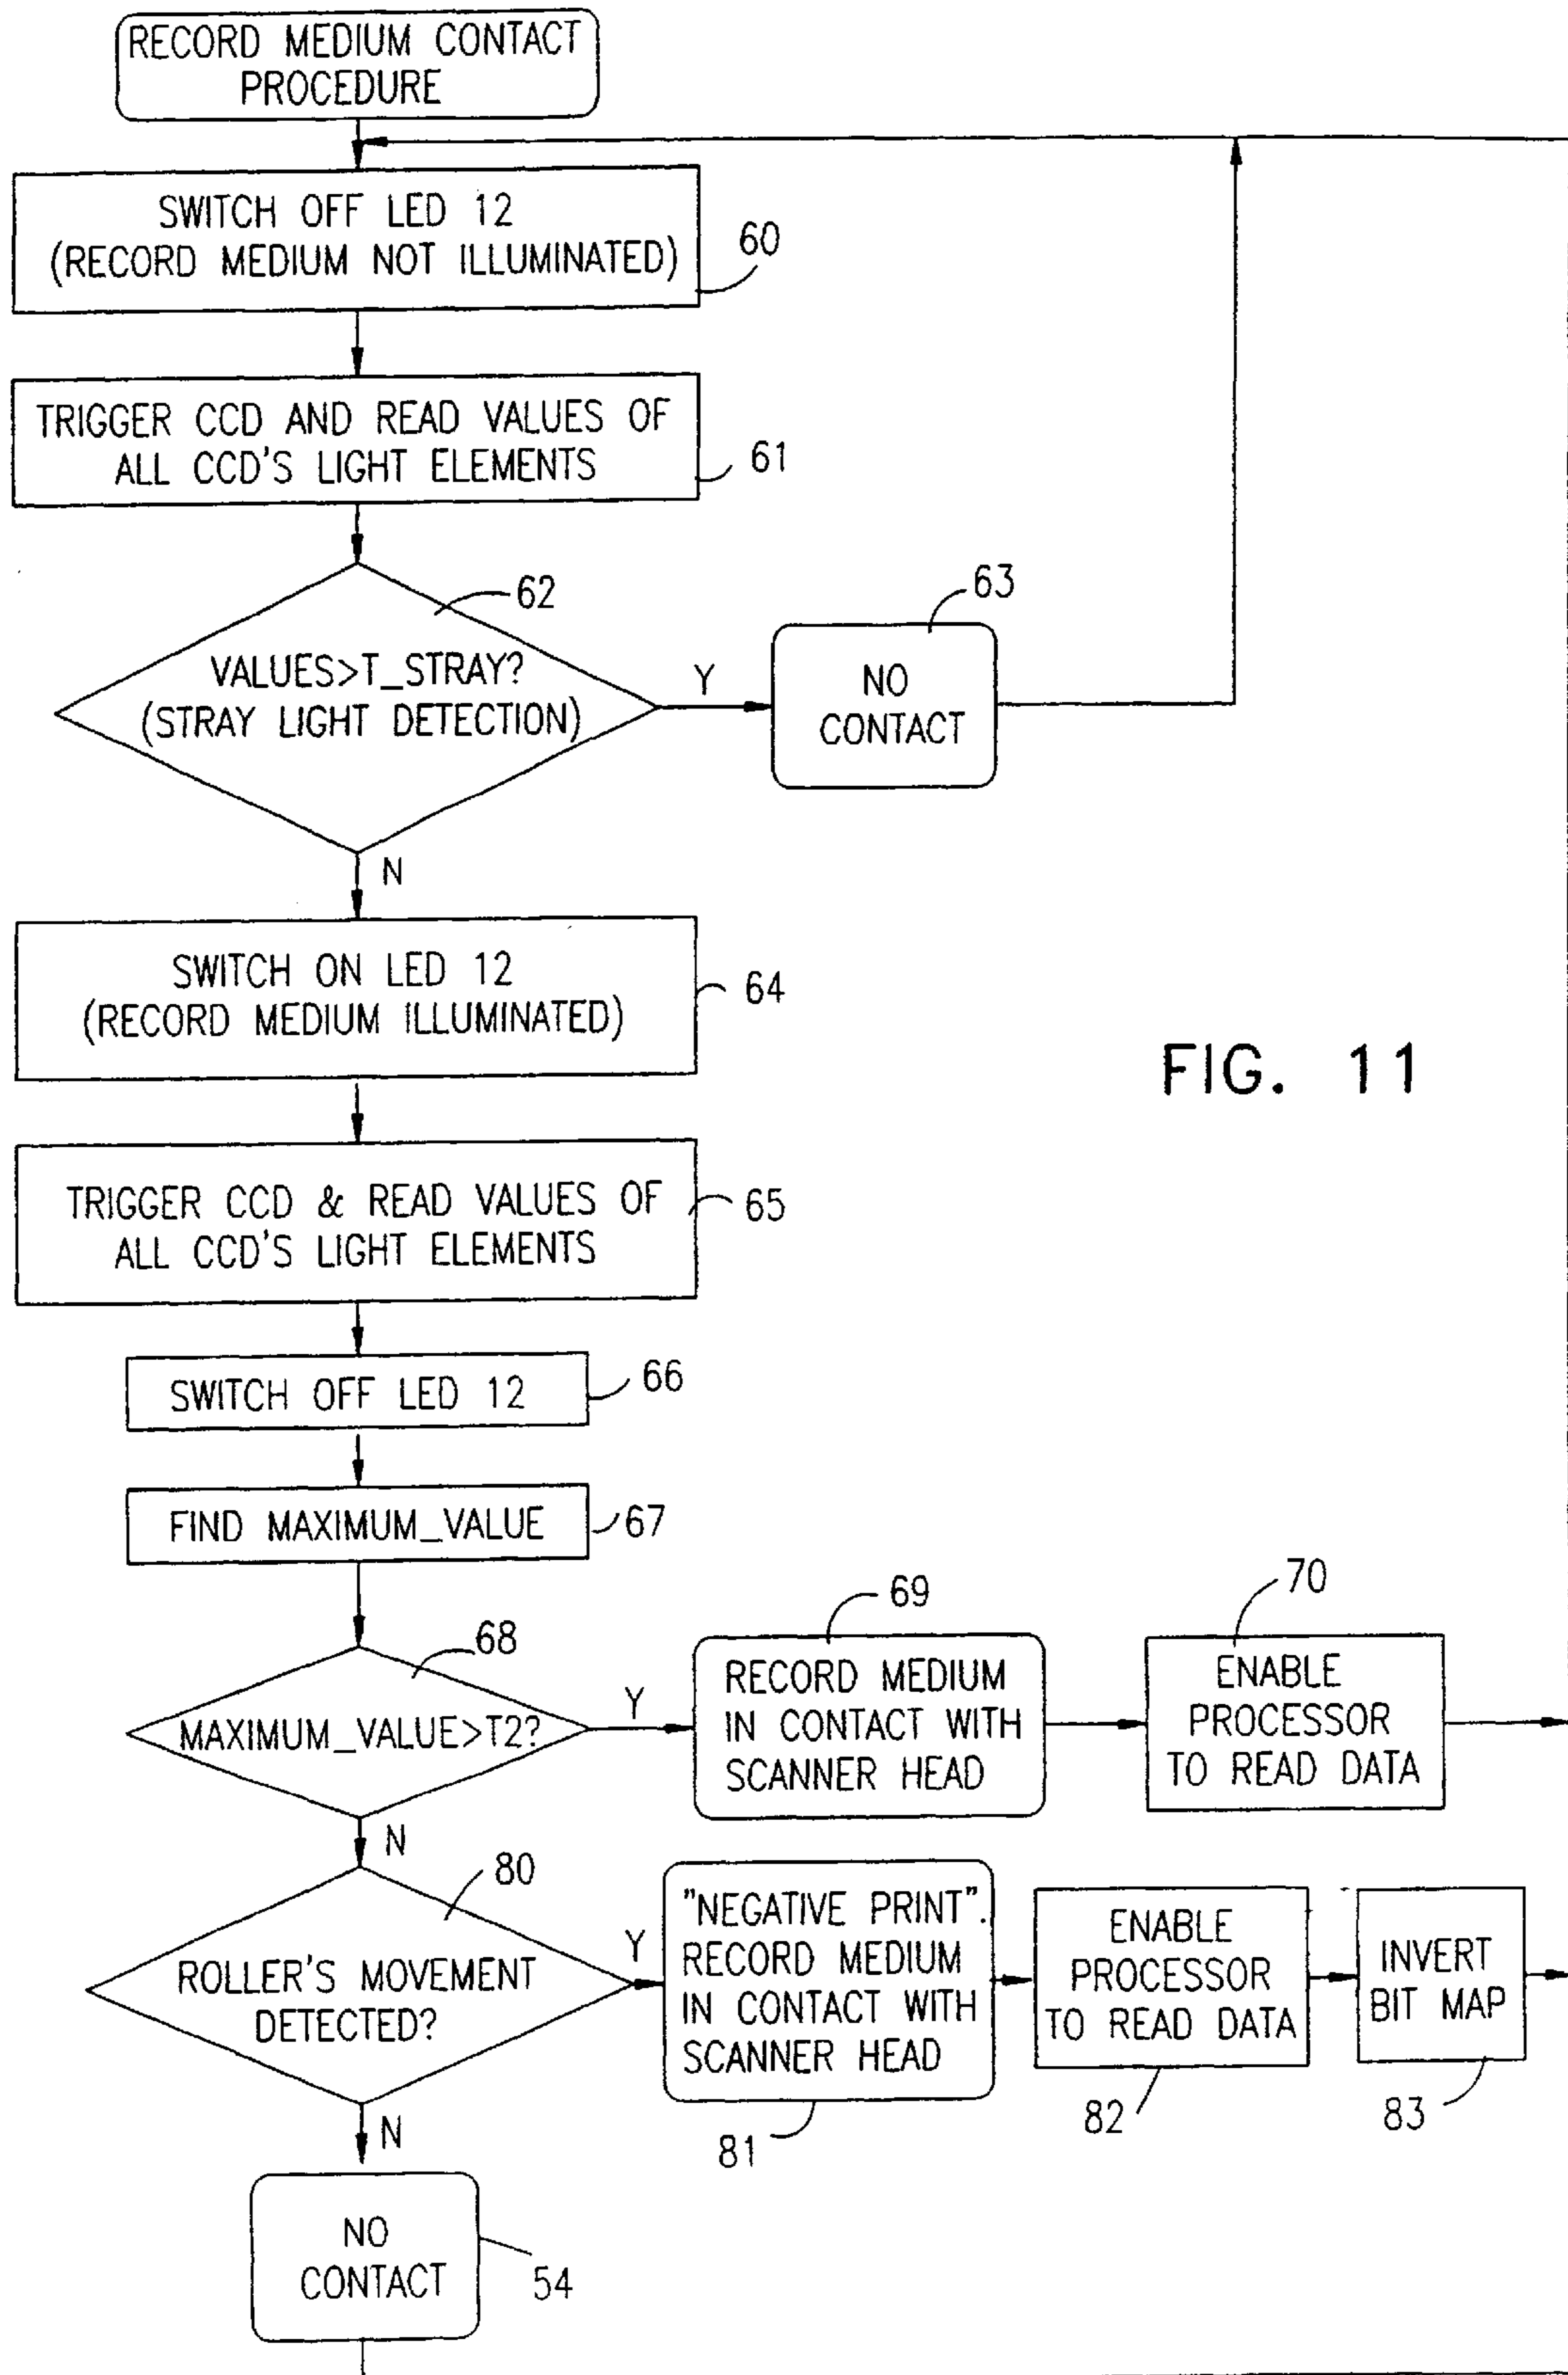 RECORD MEDIUM CONTACT
PROCEDURE
SWITCH OFF LED 12
(RECORD MEDIUM NOT ILLUMINATED)
60
TRIGGER CCD AND READ VALUES OF
ALL CCD'S LIGHT ELEMENTS
61
62
VALUES>T_STRAY?
(STRAY LIGHT DETECTION)
Y
63
NO
CONTACT
N
SWITCH ON LED 12
(RECORD MEDIUM ILLUMINATED)
64
FIG. 11
TRIGGER CCD & READ VALUES OF
ALL CCD'S LIGHT ELEMENTS
65
SWITCH OFF LED 12
66
FIND MAXIMUM_VALUE
67
68
MAXIMUM_VALUE>T2?
Y
69
RECORD MEDIUM
IN CONTACT WITH
SCANNER HEAD
70
ENABLE
PROCESSOR
TO READ DATA
N
80
ROLLER'S MOVEMENT
DETECTED?
Y
"NEGATIVE PRINT".
RECORD MEDIUM
IN CONTACT WITH
SCANNER HEAD
81
ENABLE
PROCESSOR
TO READ DATA
82
INVERT
BIT MAP
83
N
NO
CONTACT
54